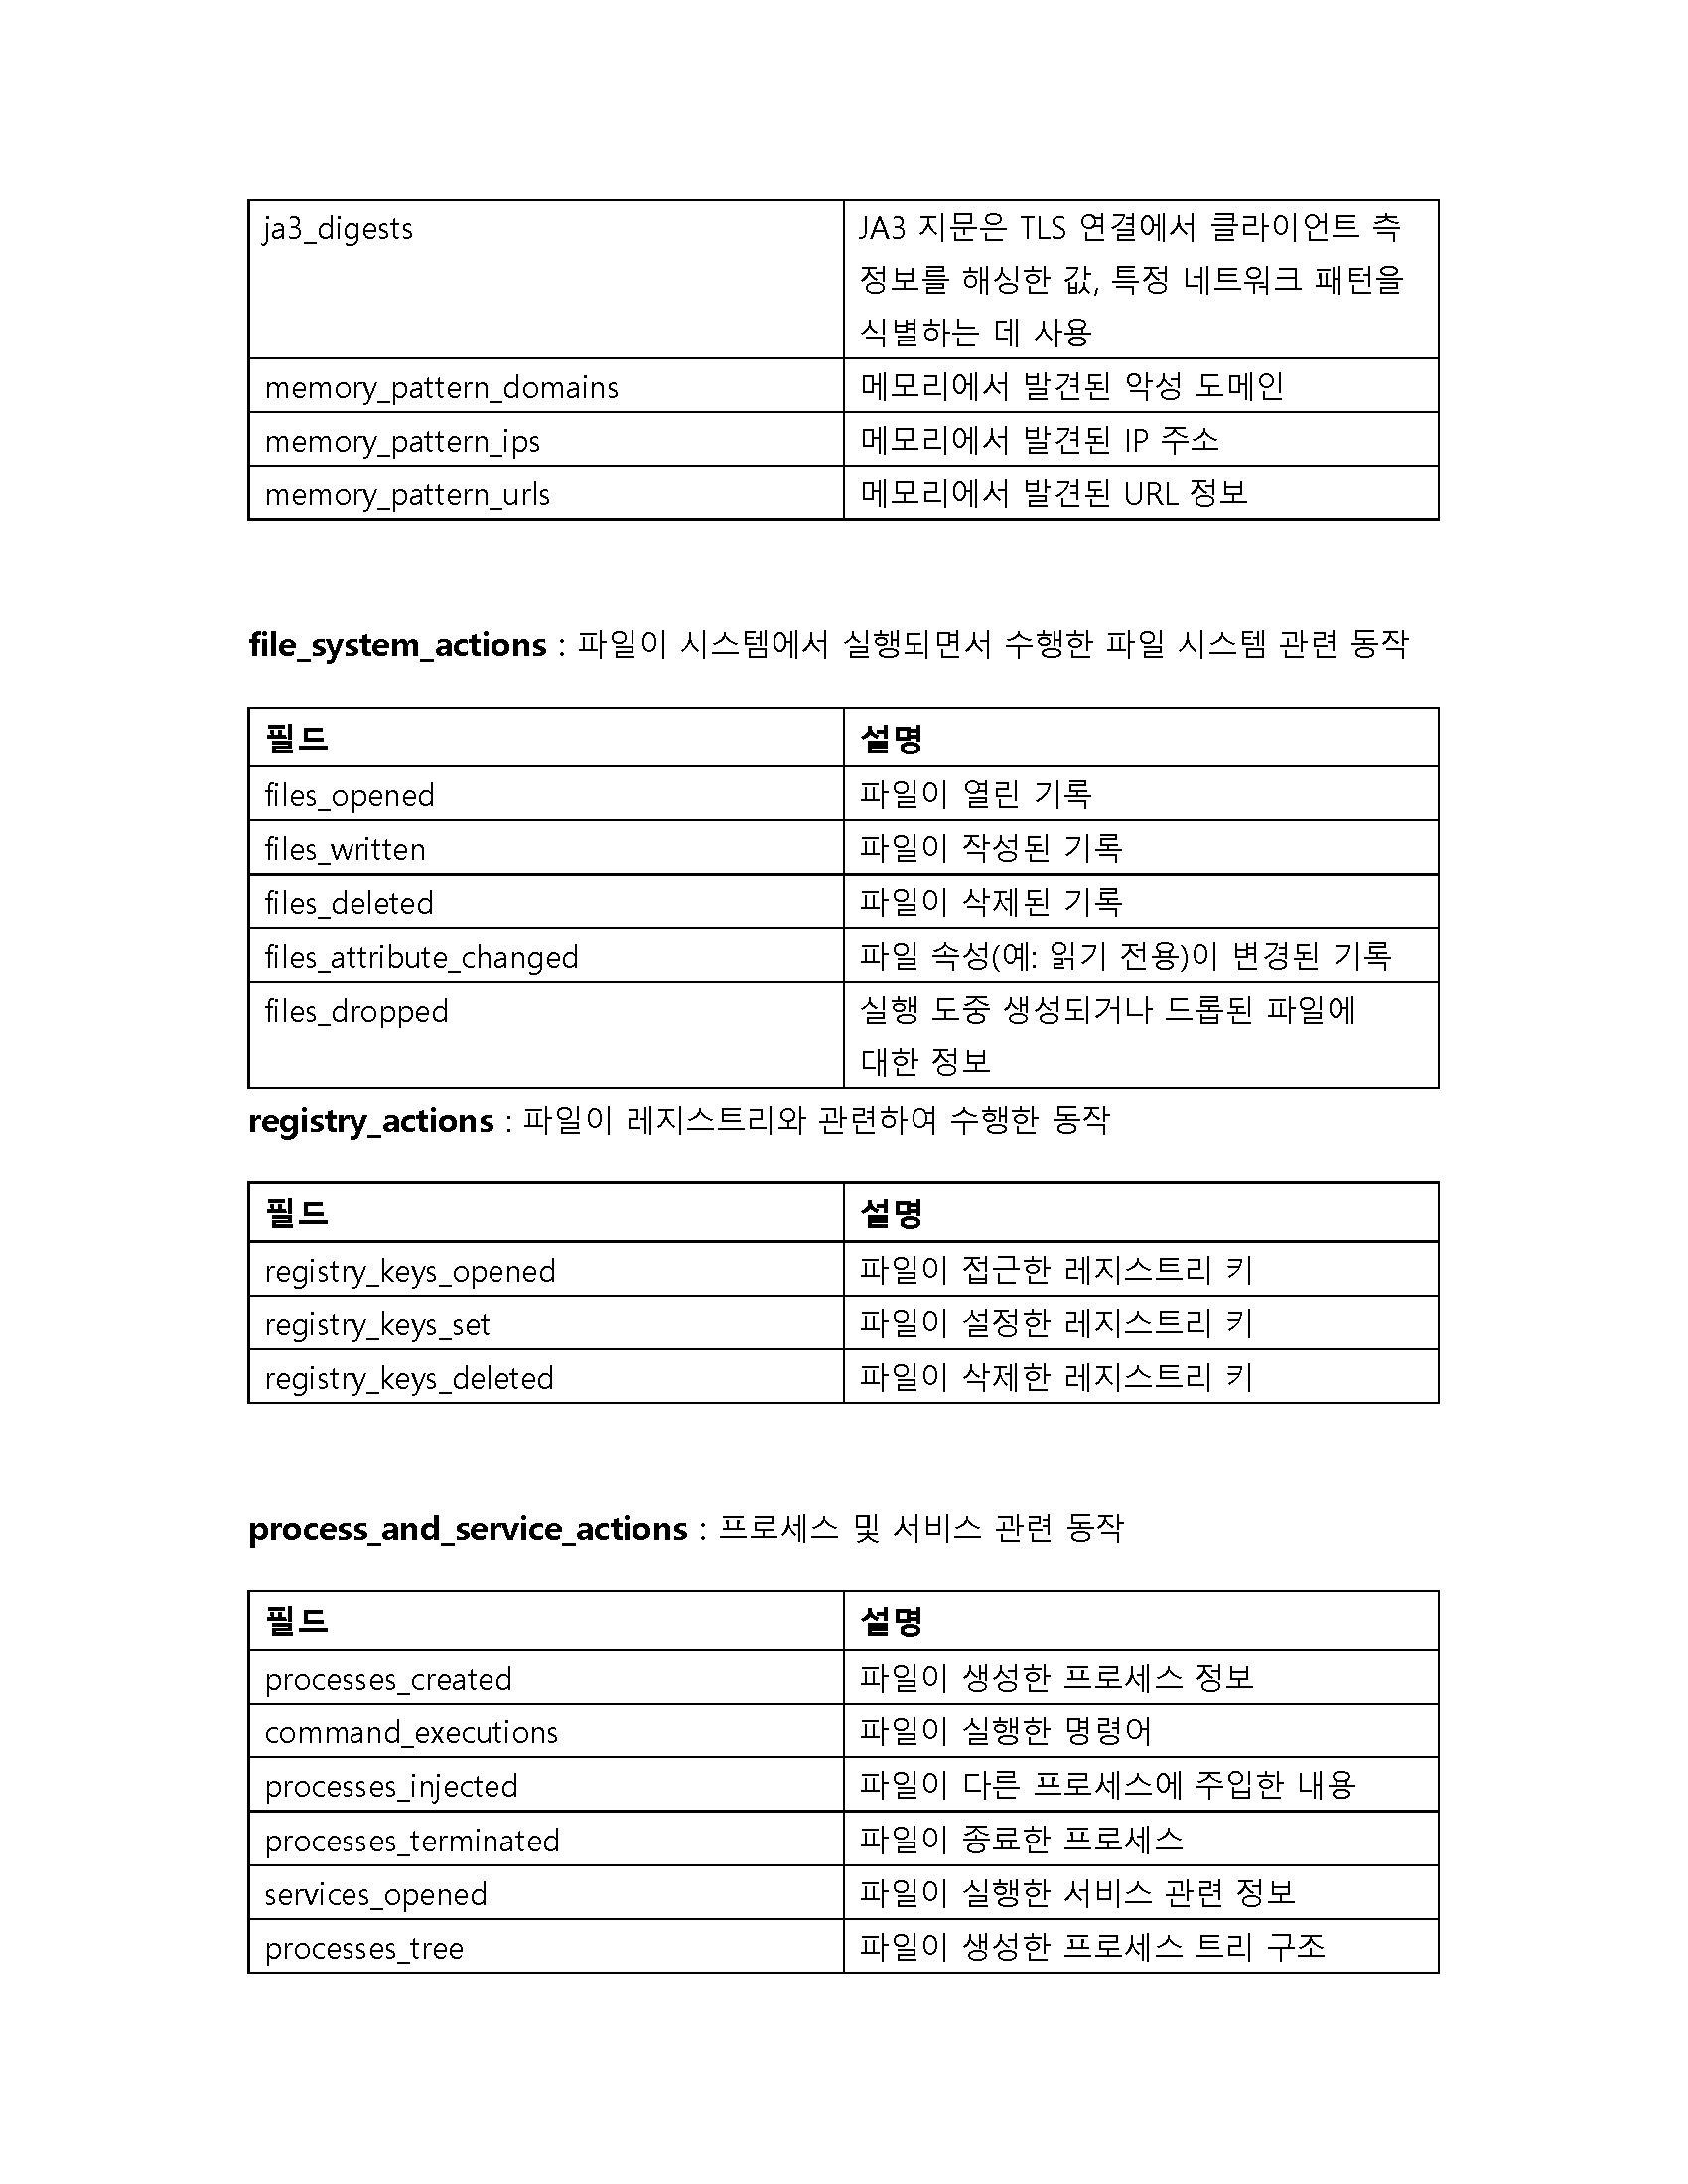 ja3_digests
JA3 지문은 TLS 연결에서 클라이언트 측
정보를 해싱한 값, 특정 네트워크 패턴을
식별하는 데 사용
memory_pattern_domains
메모리에서 발견된 악성 도메인
memory_pattern_ips
메모리에서 발견된 IP 주소
memory_pattern_urls
메모리에서 발견된 URL 정보
file_system_actions : 파일이 시스템에서 실행되면서 수행한 파일 시스템 관련 동작
필드
설명
files_opened
파일이 열린 기록
files_written
파일이 작성된 기록
files_deleted
파일이 삭제된 기록
files_attribute_changed
파일 속성(예: 읽기 전용)이 변경된 기록
files_dropped
실행 도중 생성되거나 드롭된 파일에
대한 정보
registry_actions : 파일이 레지스트리와 관련하여 수행한 동작
필드
설명
registry_keys_opened
파일이 접근한 레지스트리 키
registry_keys_set
파일이 설정한 레지스트리 키
registry_keys_deleted
파일이 삭제한 레지스트리 키
process_and_service_actions : 프로세스 및 서비스 관련 동작
필드
설명
processes_created
파일이 생성한 프로세스 정보
command_executions
파일이 실행한 명령어
processes_injected
파일이 다른 프로세스에 주입한 내용
processes_terminated
파일이 종료한 프로세스
services_opened
파일이 실행한 서비스 관련 정보
processes_tree
파일이 생성한 프로세스 트리 구조